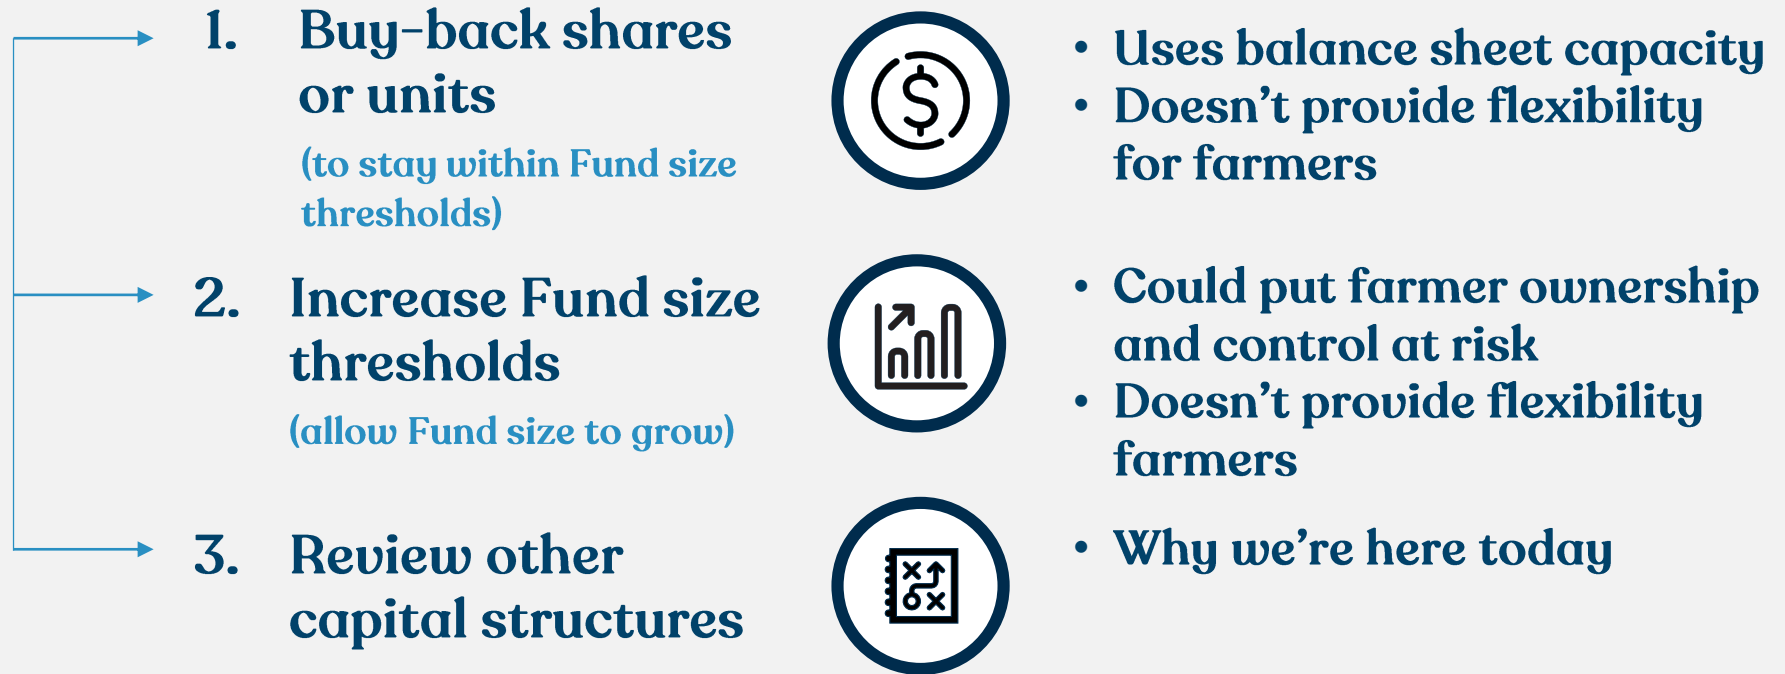 1. Buy-back shares
or units
(to stay within Fund size
thresholds)
• Uses balance sheet capacity
• Doesn't provide flexibility
for farmers
2. Increase Fund size
thresholds
(allow Fund size to grow)
• Could put farmer ownership
and control at risk
• Doesn't provide flexibility
farmers
3. Review other
capital structures
• Why we're here today